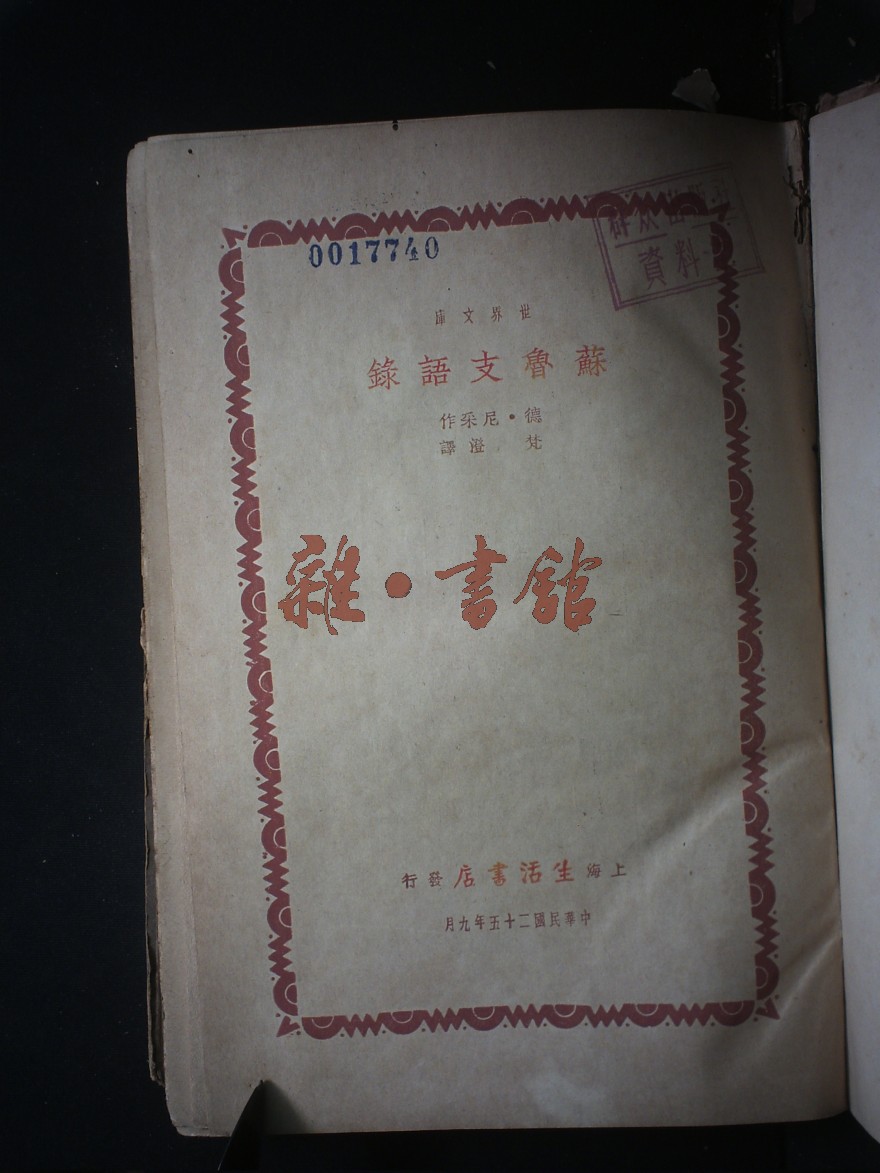 0017740
資料
世界文庫
蘇魯支語錄
德・尼采作
梵澄譯
雜・書館
上海生活書店發行
中華民國二十五年九月